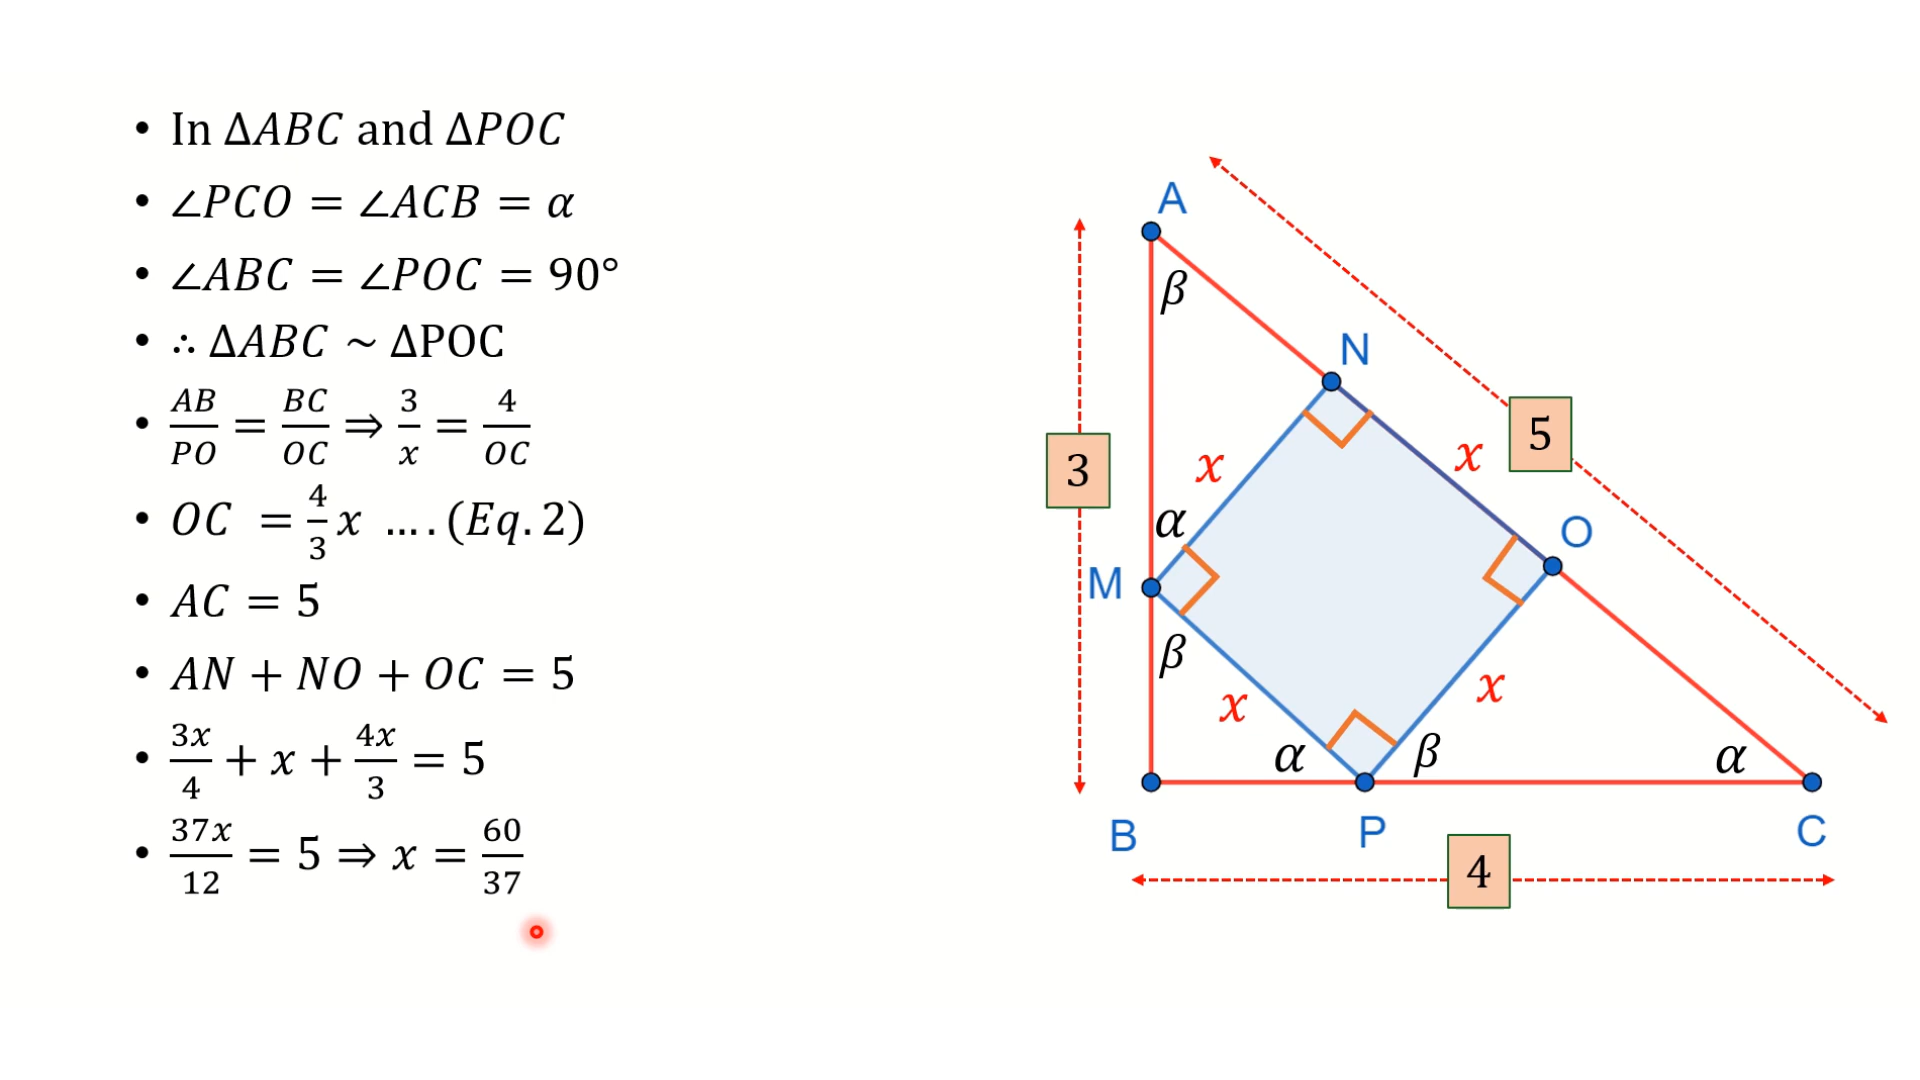 • In ΔABC and ΔPOC
• ∠PCO = ∠ACB = α
• ∠ABC = ∠POC = 90°
• ∴ ΔABC ~ ΔPOC
• AB/PO = BC/OC ⇒ 3/x = 4/OC
• OC = 4/3 x ….(Eq. 2)
• AC = 5
• AN + NO + OC = 5
• 3x/4 + x + 4x/3 = 5
• 37x/12 = 5 ⇒ x = 60/37
A
β
N
5
x
x
3
α
O
M
β
x
x
α
β
α
B
P
C
4